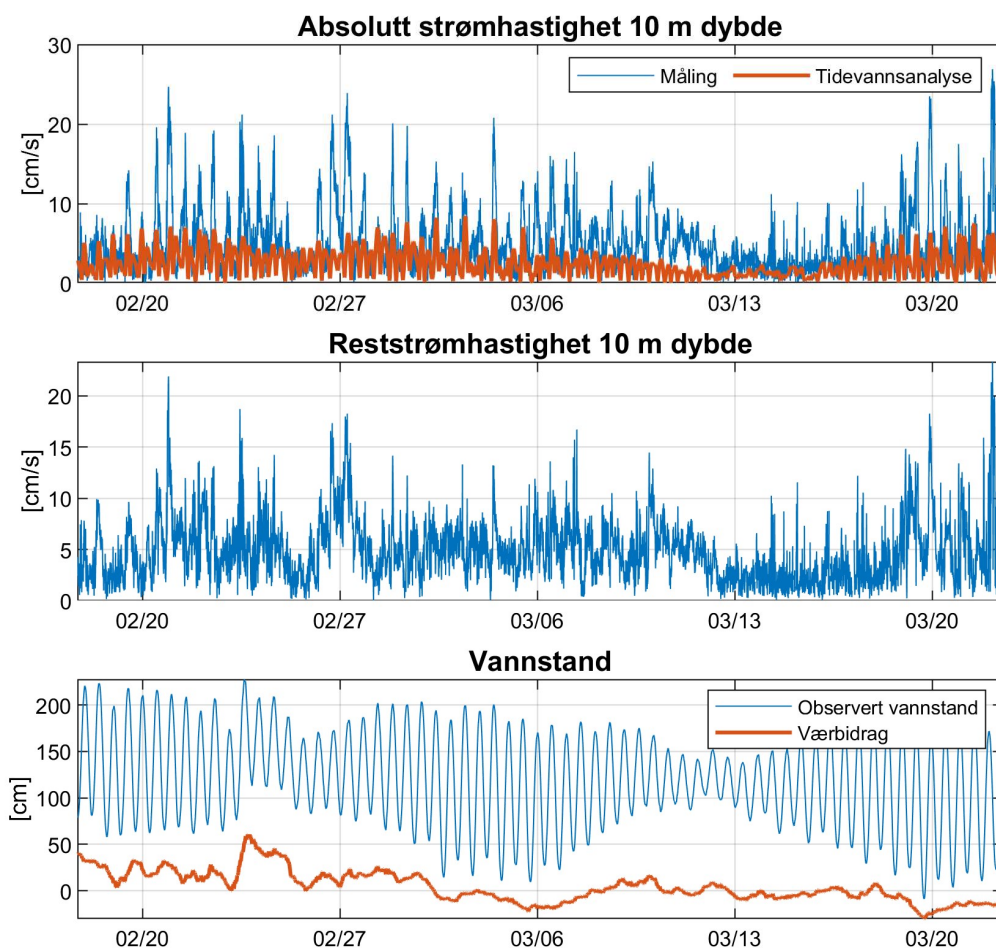 Absolutt strømhastighet 10 m dybde
30
Måling
Tidevannsanalyse
20
[cm/s]
10
0
02/20
02/27
03/06
03/13
03/20
Reststrømhastighet 10 m dybde
20
15
[cm/s]
10
5
0
02/20
02/27
03/06
03/13
03/20
Vannstand
200
Observert vannstand
Værbidrag
150
[cm]
100
50
0
02/20
02/27
03/06
03/13
03/20